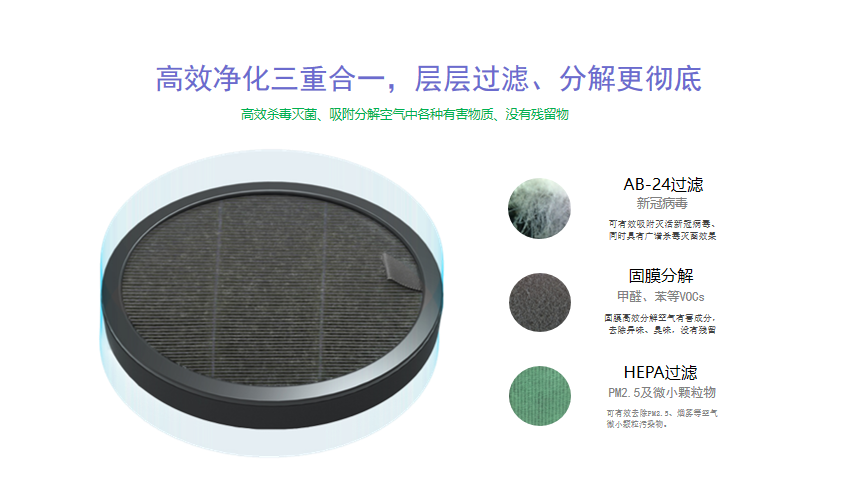 高效净化三重合一，层层过滤、分解更彻底
高效杀毒灭菌、吸附分解空气中各种有害物质、没有残留物
AB-24过滤
新冠病毒
可有效吸附灭活新冠病毒、
同时具有广谱杀毒灭菌效果
固膜分解
甲醛、苯等VOCs
固膜高效分解空气有害成分，
去除异味、臭味，没有残留
HEPA过滤
PM2.5及微小颗粒物
可有效去除PM2.5、烟雾等空气
微小颗粒污染物。